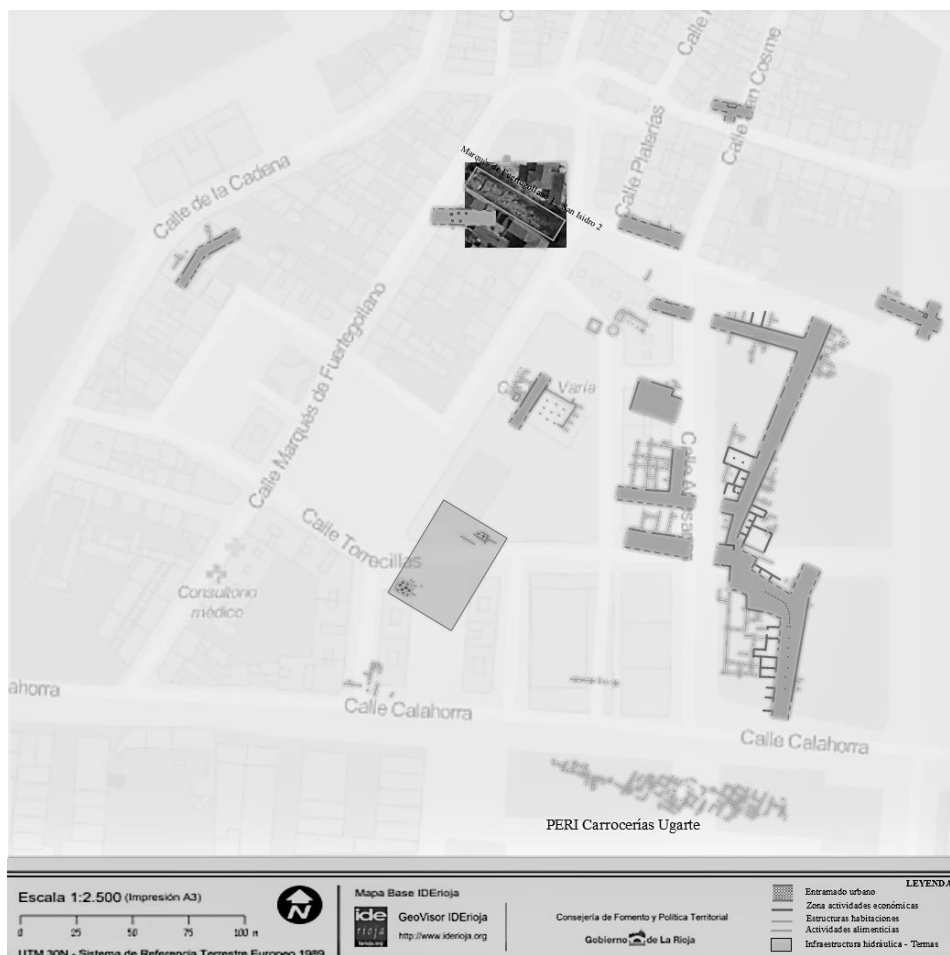 Calle San Cosme
Calle Platerías
Calle de la Cadena
Marqués de Fuertegollano
San Isidro 2
Calle Marqués de Fuertegollano
Varia
Calle Torrecillas
Consultorio
médico
ahorra
Calle Calahorra
Calle Calahorra
PERI Carrocerías Ugarte
Escala 1:2.500 (Impresión A3)
0 25 50 75 100 m
UTM 30N - Sistema de Referencia Terrestre Europeo 1989
N
Mapa Base IDErioja
ide
rioja
iderioja.org
GeoVisor IDErioja
http://www.iderioja.org
Consejería de Fomento y Política Territorial
Gobierno de La Rioja
LEYENDA
Entramado urbano
Zona actividades económicas
Estructuras habitaciones
Actividades alimenticias
Infraestructura hidráulica - Termas